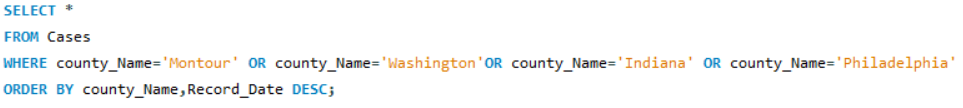 SELECT *
FROM Cases
WHERE county_Name='Montour' OR county_Name='Washington'OR county_Name='Indiana' OR county_Name='Philadelphia'
ORDER BY county_Name,Record_Date DESC;